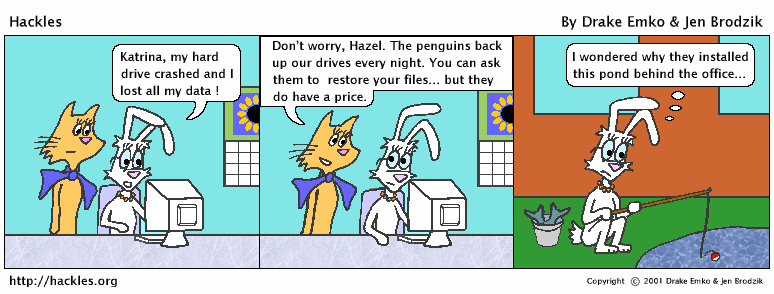 Hackles
By Drake Emko & Jen Brodzik
Katrina, my hard
drive crashed and I
lost all my data !
Don't worry, Hazel. The penguins back
up our drives every night. You can ask
them to restore your files... but they
do have a price.
I wondered why they installed
this pond behind the office...
http://hackles.org
Copyright © 2001 Drake Emko & Jen Brodzik